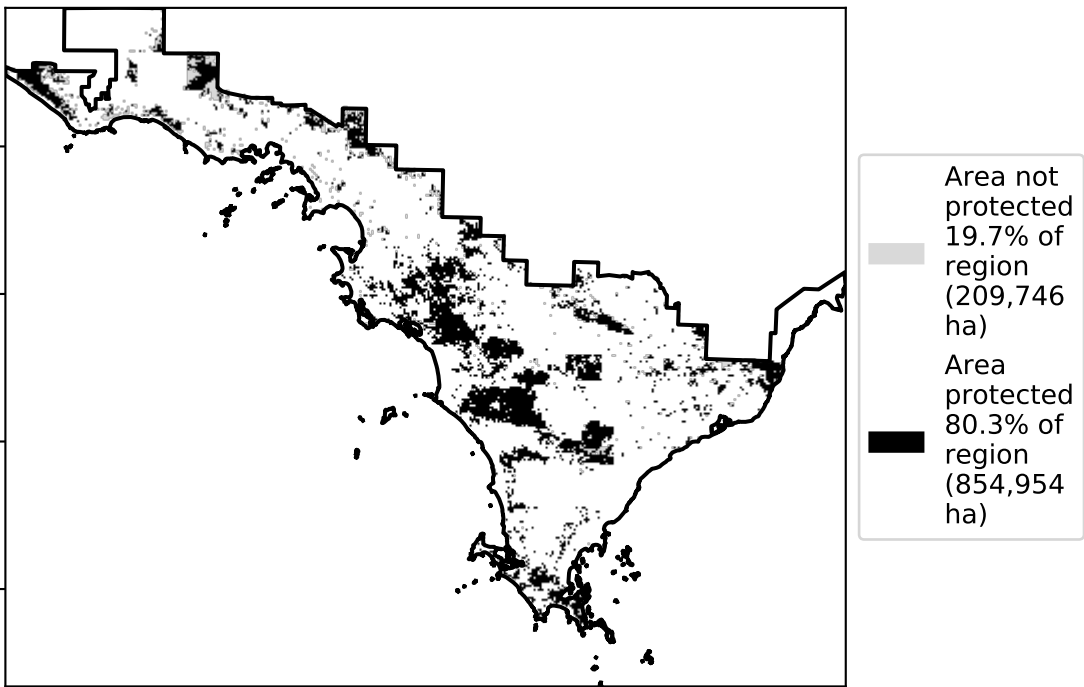 Area not
protected
19.7% of
region
(209,746
ha)
Area
protected
80.3% of
region
(854,954
ha)